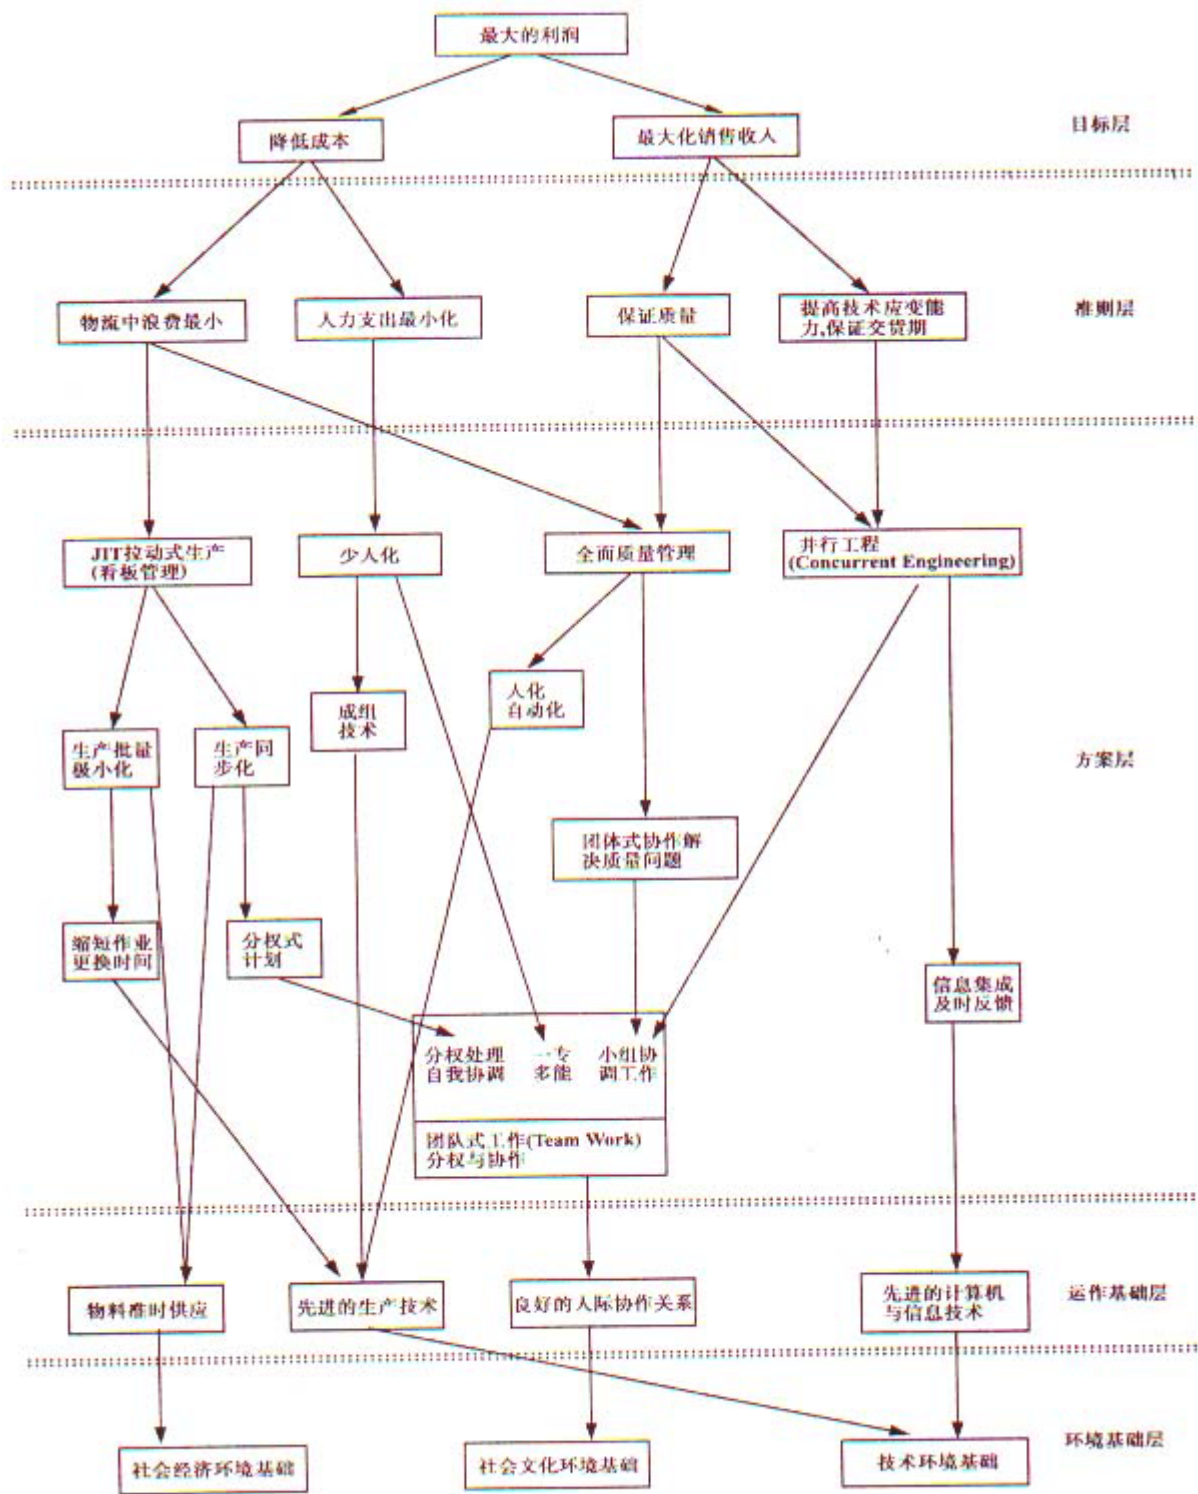 最大的利润
目标层
降低成本
最大化销售收入
物流中浪费最小
人力支出最小化
保证质量
提高技术应变能
力,保证交货期
准则层
JIT拉动式生产
(看板管理)
少人化
全面质量管理
并行工程
(Concurrent Engineering)
人化
自动化
成组
技术
生产批量
极小化
生产同
步化
方案层
团体式协作解
决质量问题
缩短作业
更换时间
分权式
计划
信息集成
及时反馈
分权处理
自我协调
一专
多能
小组协
调工作
团队式工作(Team Work)
分权与协作
物料准时供应
先进的生产技术
良好的人际协作关系
先进的计算机
与信息技术
运作基础层
社会经济环境基础
社会文化环境基础
技术环境基础
环境基础层